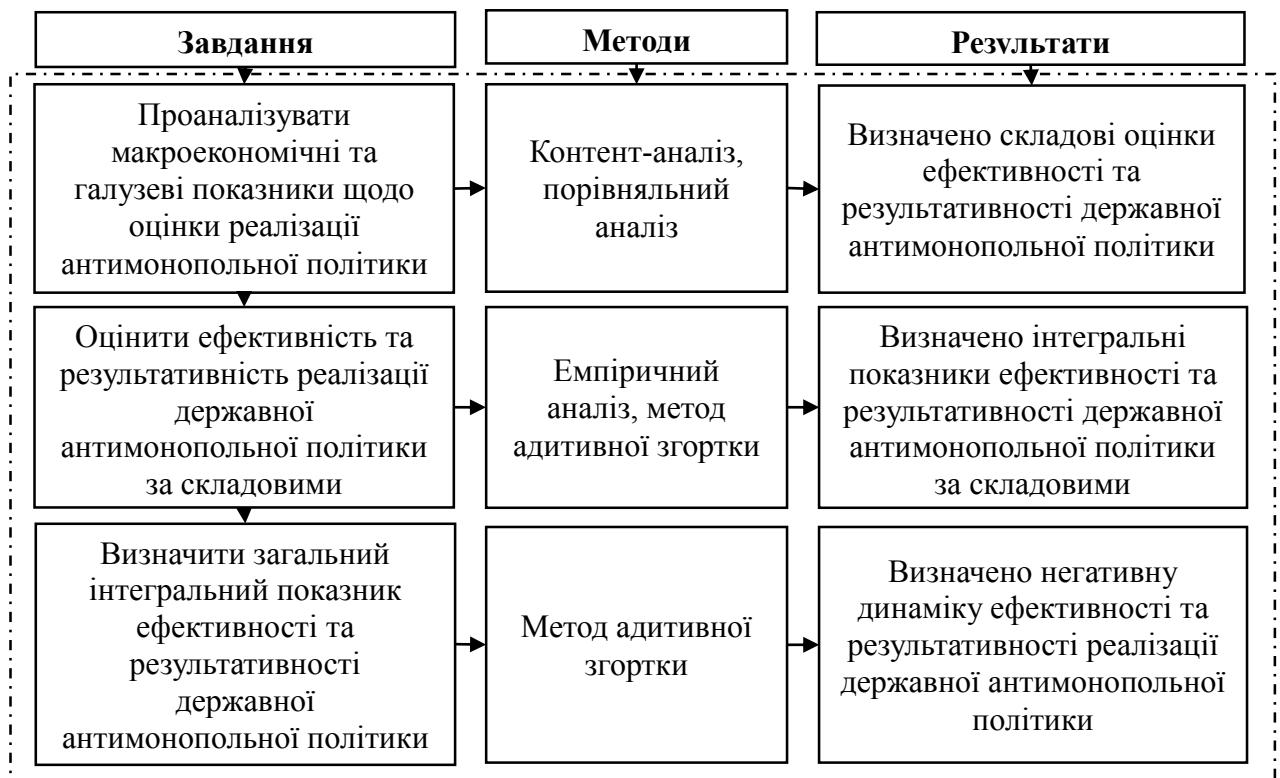 Завдання
Методи
Результати
Проаналізувати
макроекономічні та
галузеві показники щодо
оцінки реалізації
антимонопольної політики
Контент-аналіз,
порівняльний
аналіз
Визначено складові оцінки
ефективності та
результативності державної
антимонопольної політики
Оцінити ефективність та
результативність реалізації
державної
антимонопольної політики
за складовими
Емпіричний
аналіз, метод
адитивної згортки
Визначено інтегральні
показники ефективності та
результативності державної
антимонопольної політики
за складовими
Визначити загальний
інтегральний показник
ефективності та
результативності
державної
антимонопольної політики
Метод адитивної
згортки
Визначено негативну
динаміку ефективності та
результативності реалізації
державної антимонопольної
політики